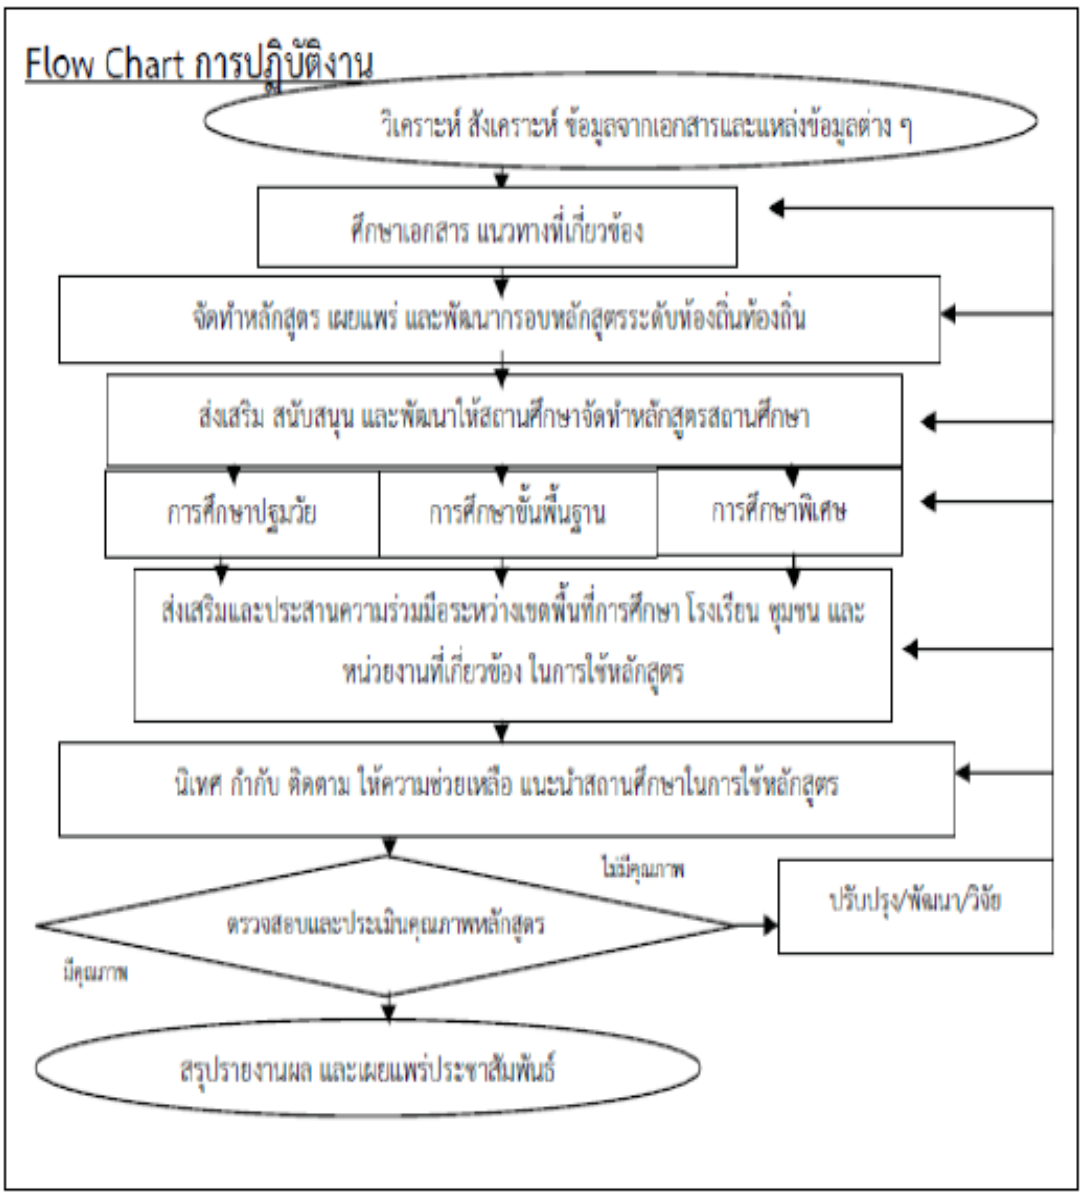 Flow Chart การปฏิบัติงาน
วิเคราะห์ สังเคราะห์ ข้อมูลจากเอกสารและแหล่งข้อมูลต่าง ๆ
ศึกษาเอกสาร แนวทางที่เกี่ยวข้อง
จัดทำหลักสูตร เผยแพร่ และพัฒนากรอบหลักสูตรระดับท้องถิ่นท้องถิ่น
ส่งเสริม สนับสนุน และพัฒนาให้สถานศึกษาจัดทำหลักสูตรสถานศึกษา
การศึกษาปฐมวัย
การศึกษาขั้นพื้นฐาน
การศึกษาพิเศษ
ส่งเสริมและประสานความร่วมมือระหว่างเขตพื้นที่การศึกษา โรงเรียน ชุมชน และ
หน่วยงานที่เกี่ยวข้อง ในการใช้หลักสูตร
นิเทศ กำกับ ติดตาม ให้ความช่วยเหลือ แนะนำสถานศึกษาในการใช้หลักสูตร
ไม่มีคุณภาพ
ปรับปรุง/พัฒนา/วิจัย
ตรวจสอบและประเมินคุณภาพหลักสูตร
มีคุณภาพ
สรุปรายงานผล และเผยแพร่ประชาสัมพันธ์